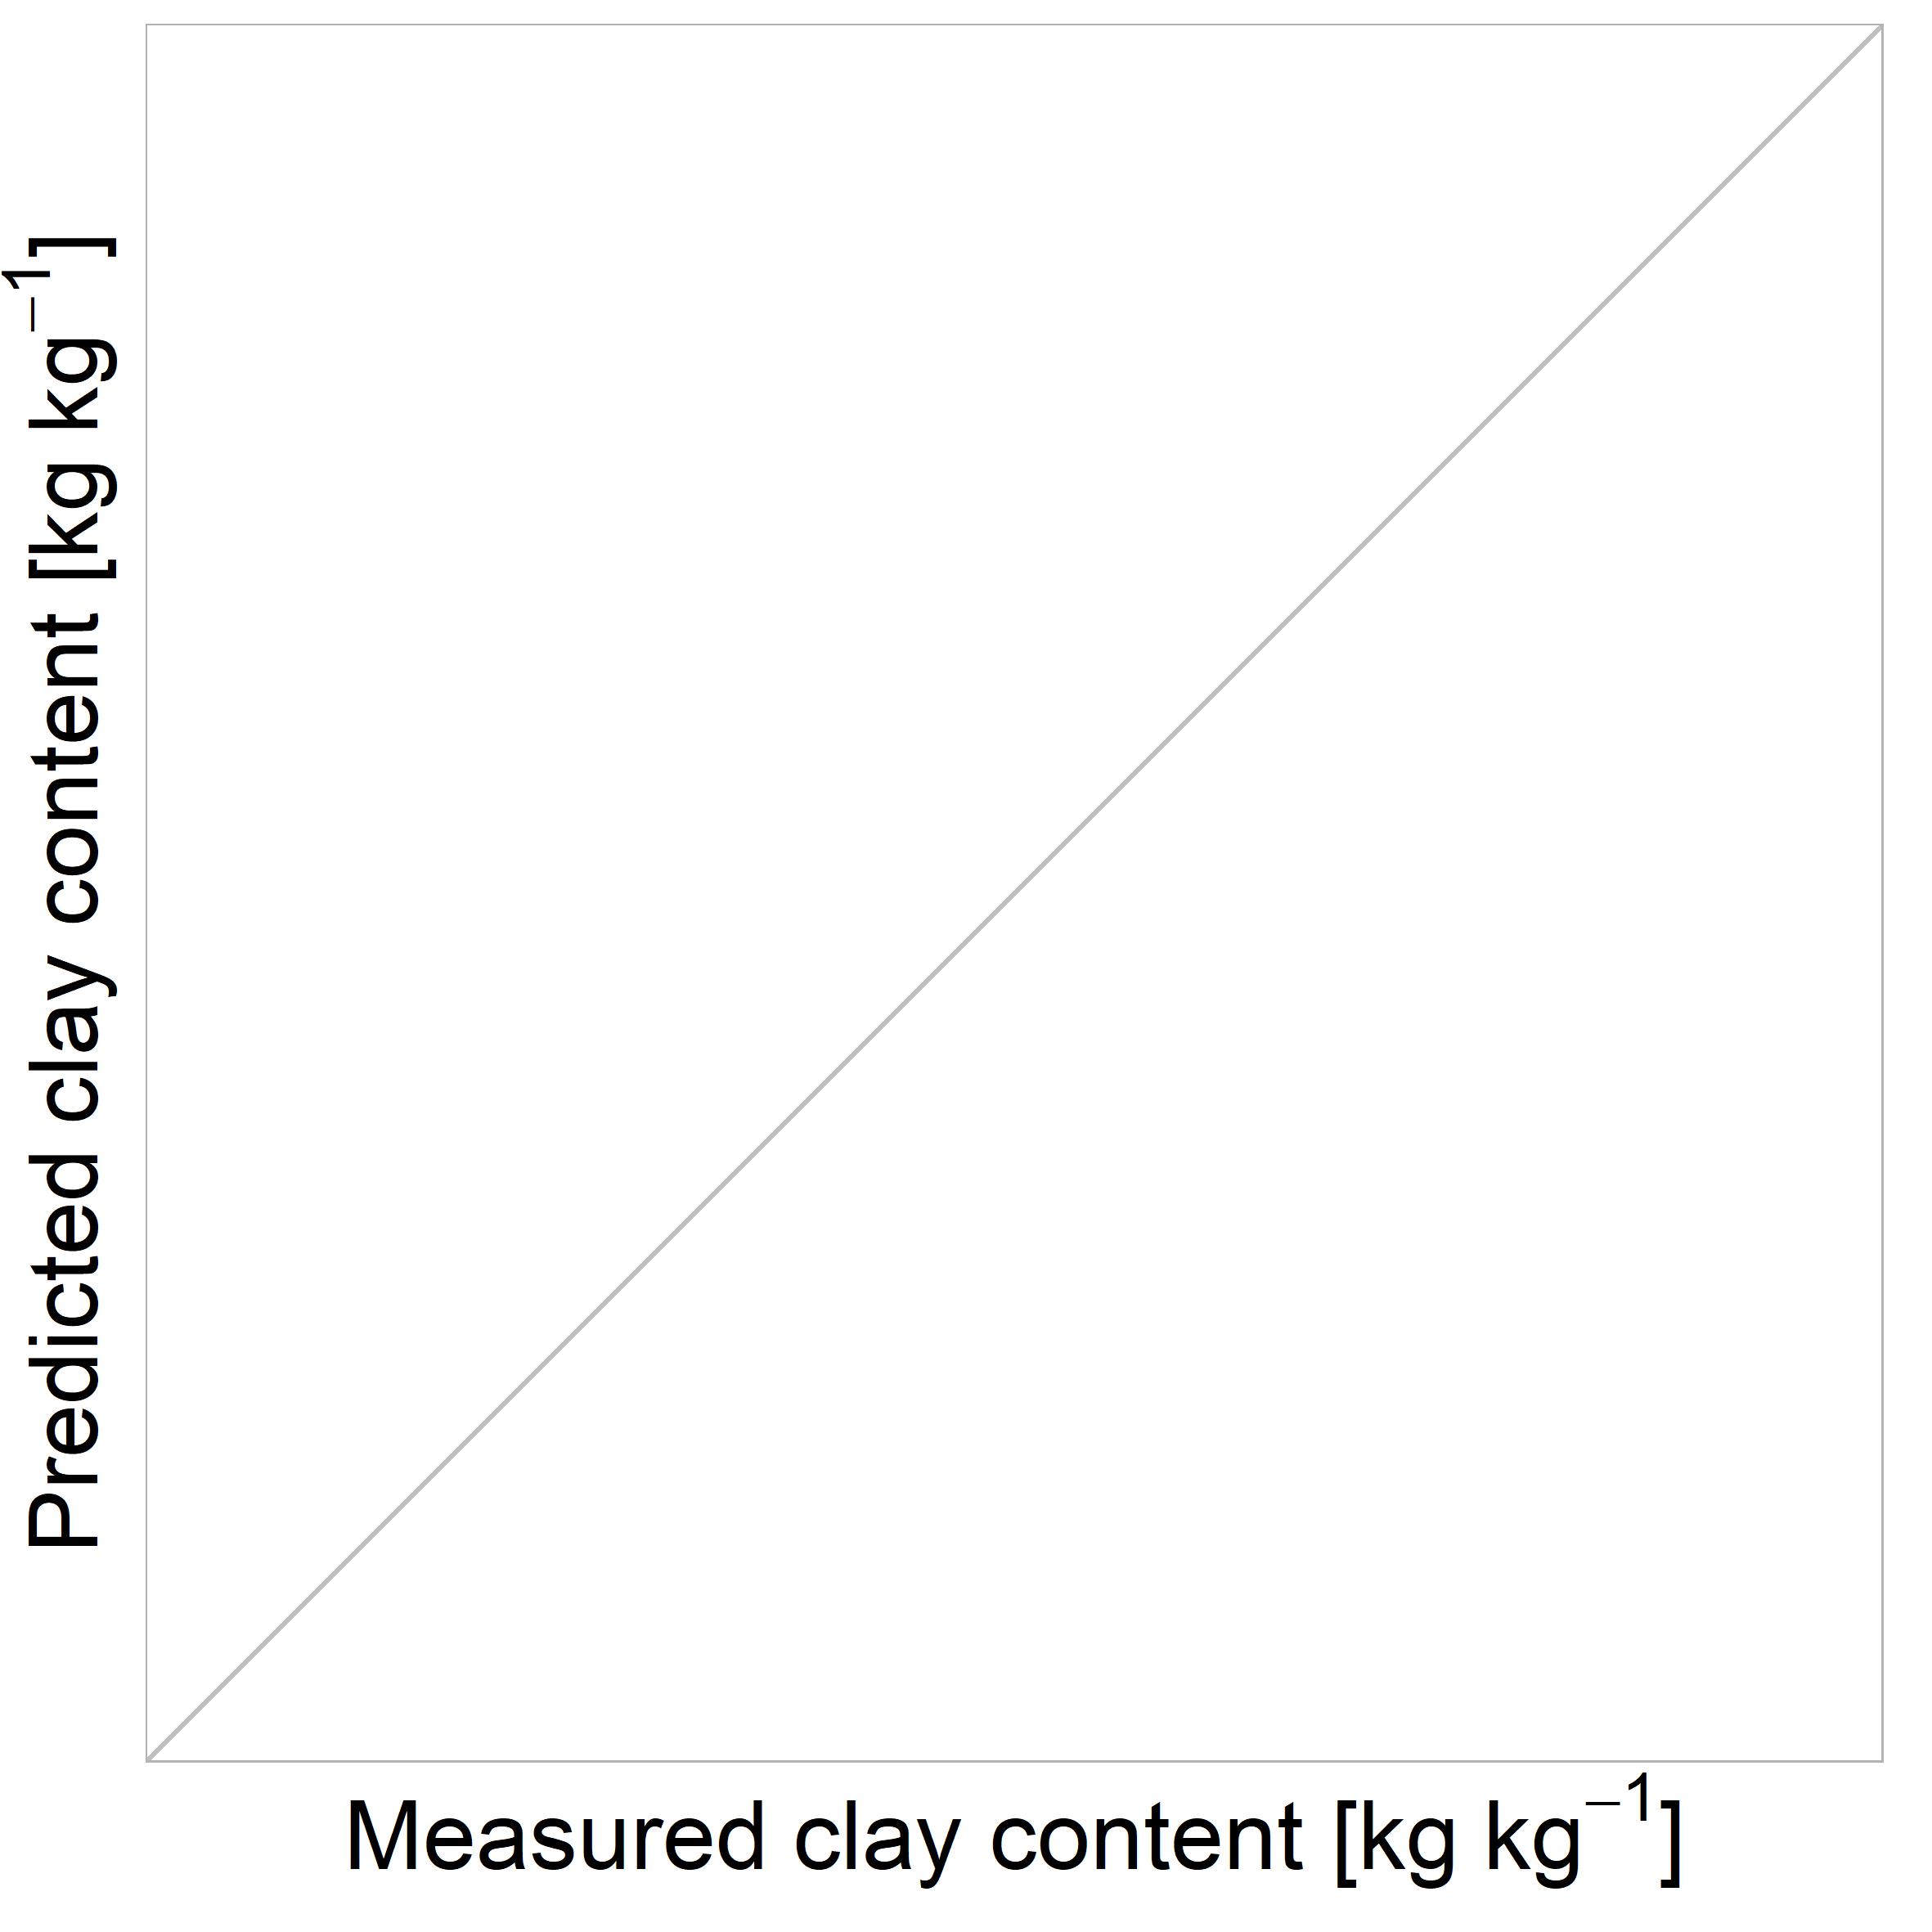 Predicted clay content [kg kg⁻¹]
Measured clay content [kg kg⁻¹]